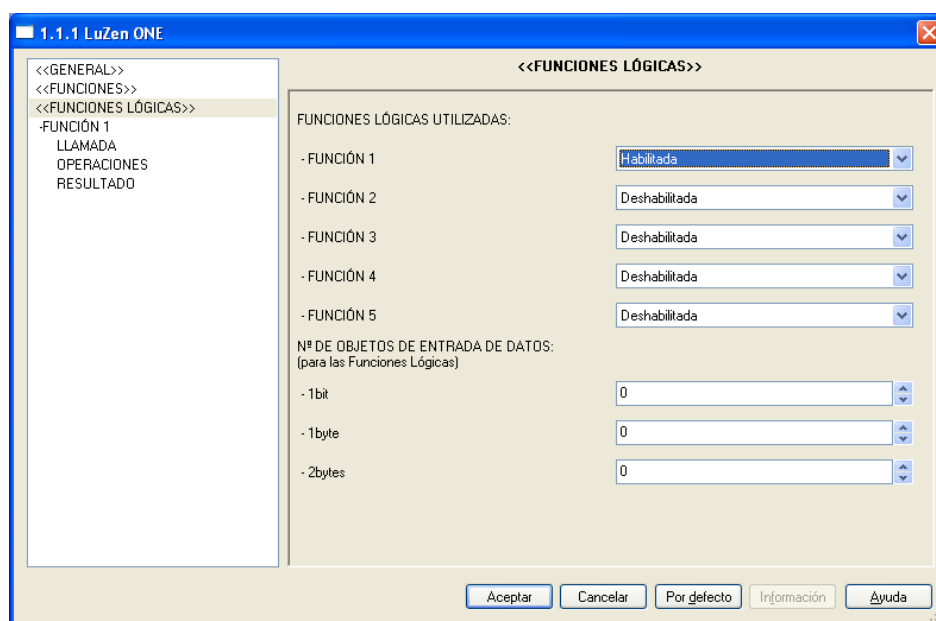 1.1.1 LuZen ONE
<<GENERAL>>
<<FUNCIONES>>
<<FUNCIONES LÓGICAS>>
-FUNCIÓN 1
LLAMADA
OPERACIONES
RESULTADO
<<FUNCIONES LÓGICAS>>
FUNCIONES LÓGICAS UTILIZADAS:
- FUNCIÓN 1 Habilitada
- FUNCIÓN 2 Deshabilitada
- FUNCIÓN 3 Deshabilitada
- FUNCIÓN 4 Deshabilitada
- FUNCIÓN 5 Deshabilitada
Nº DE OBJETOS DE ENTRADA DE DATOS:
(para las Funciones Lógicas)
- 1bit 0
- 1byte 0
- 2bytes 0
Aceptar Cancelar Por defecto Información Ayuda